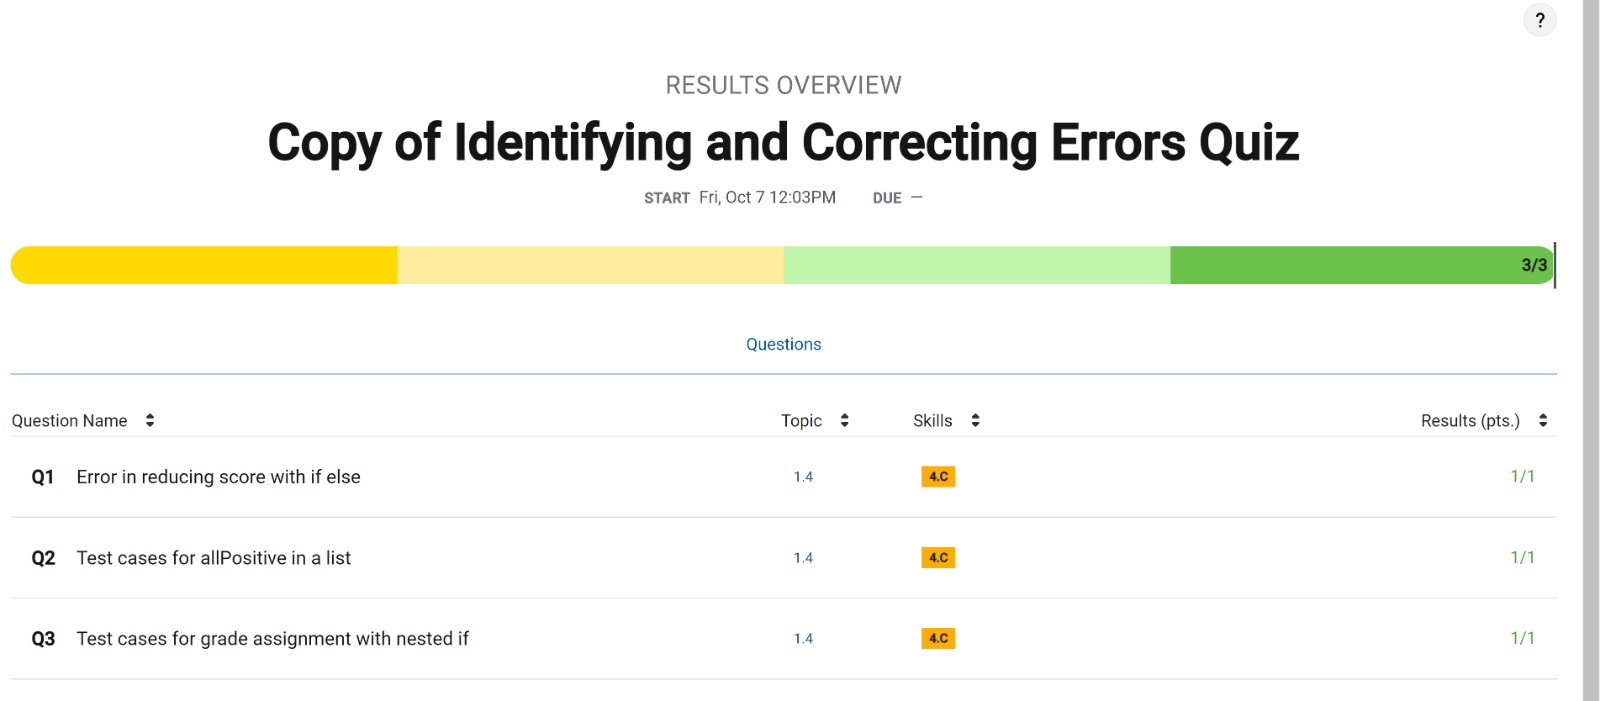 ?
RESULTS OVERVIEW
Copy of Identifying and Correcting Errors Quiz
START Fri, Oct 7 12:03PM DUE —
3/3
Questions
Question Name Topic Skills Results (pts.)
Q1 Error in reducing score with if else 1.4 4.C 1/1
Q2 Test cases for allPositive in a list 1.4 4.C 1/1
Q3 Test cases for grade assignment with nested if 1.4 4.C 1/1